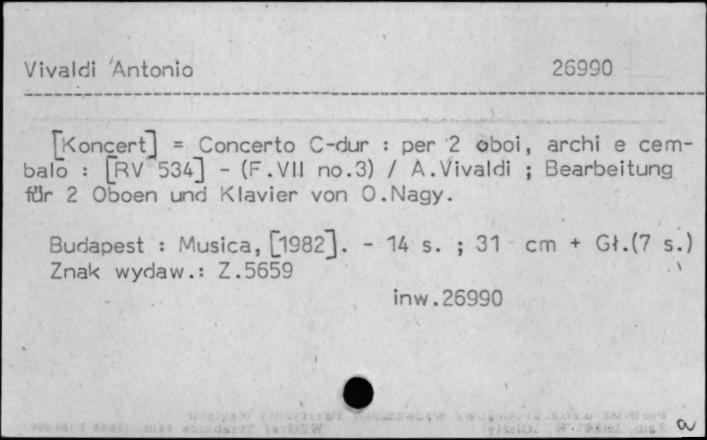 Vivaldi Antonio 26990
[Koncert] = Concerto C-dur : per 2 oboi, archi e cem-
balo : [RV 534] - (F.VII no.3) / A.Vivaldi ; Bearbeitung
für 2 Oboen und Klavier von O.Nagy.
Budapest : Musica, [1982]. - 14 s. ; 31 cm + Gł.(7 s.)
Znak wydaw.: Z.5659
inw.26990
a